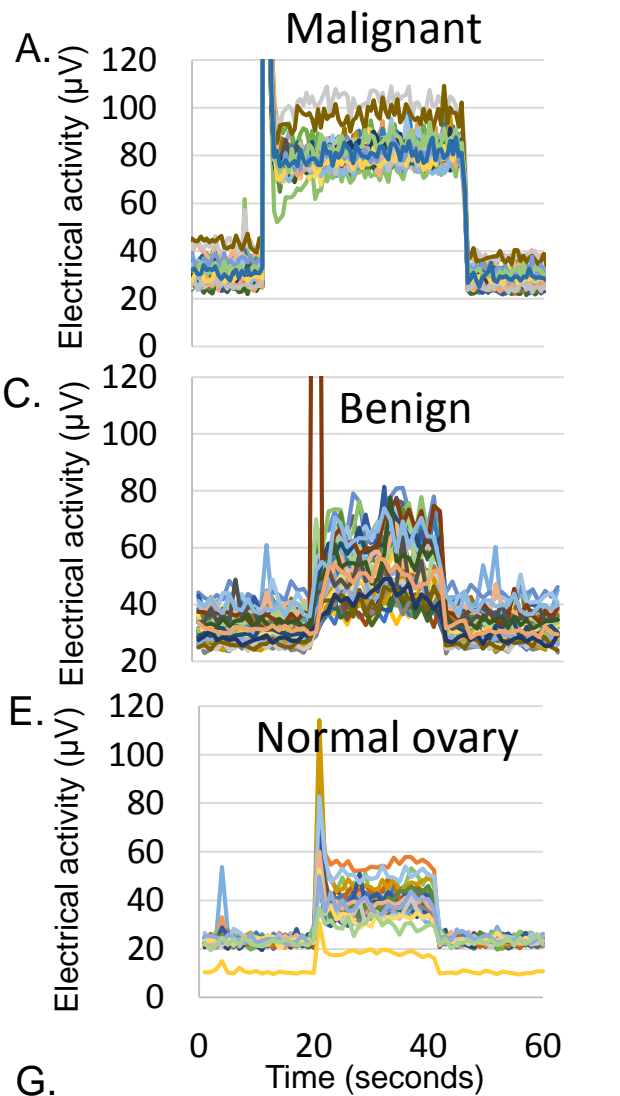 Malignant
A.
Electrical activity (µV)
120
100
80
60
40
20
0
C.
Benign
Electrical activity (µV)
120
100
80
60
40
20
E.
Normal ovary
Electrical activity (µV)
120
100
80
60
40
20
0
0 20 40 60
Time (seconds)
G.